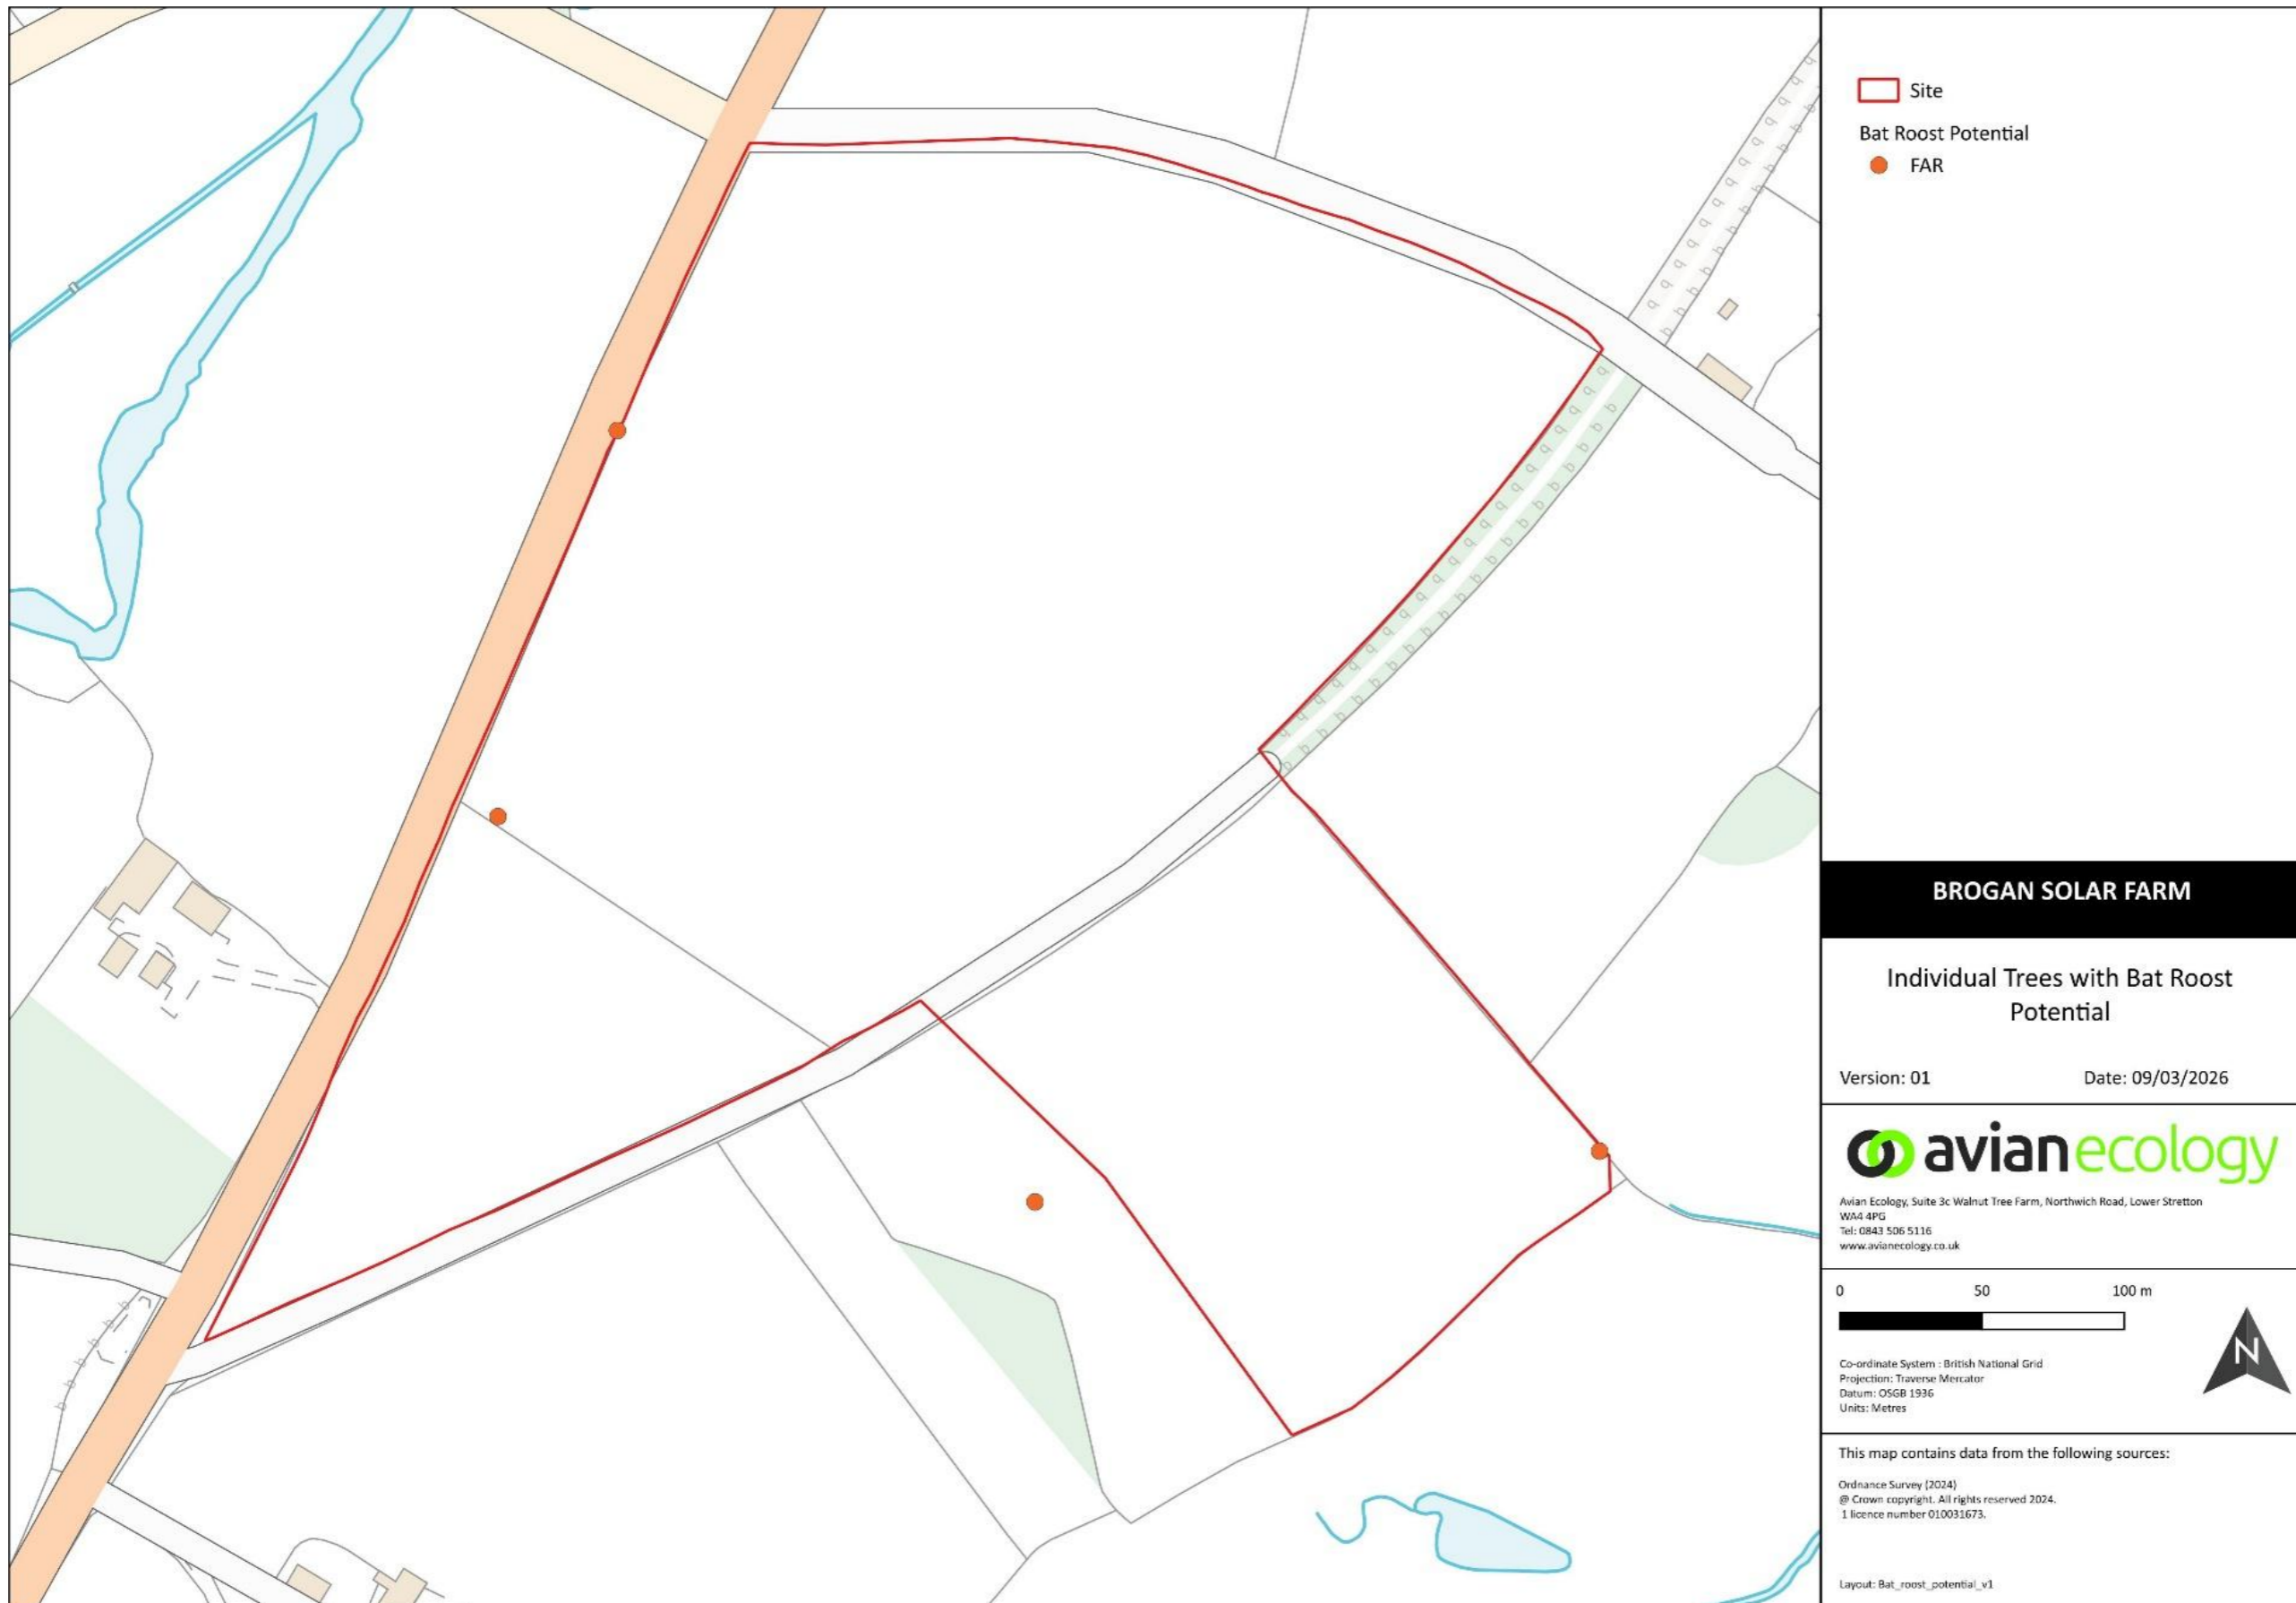 Site
Bat Roost Potential
FAR
BROGAN SOLAR FARM
Individual Trees with Bat Roost
Potential
Version: 01 Date: 09/03/2026
avianecology
Avian Ecology, Suite 3c Walnut Tree Farm, Northwich Road, Lower Stretton
WA4 4PG
Tel: 0843 506 5116
www.avianecology.co.uk
0 50 100 m
Co-ordinate System : British National Grid
Projection: Traverse Mercator
Datum: OSGB 1936
Units: Metres
N
This map contains data from the following sources:
Ordnance Survey (2024)
@ Crown copyright. All rights reserved 2024.
1 licence number 010031673.
Layout: Bat_roost_potential_v1